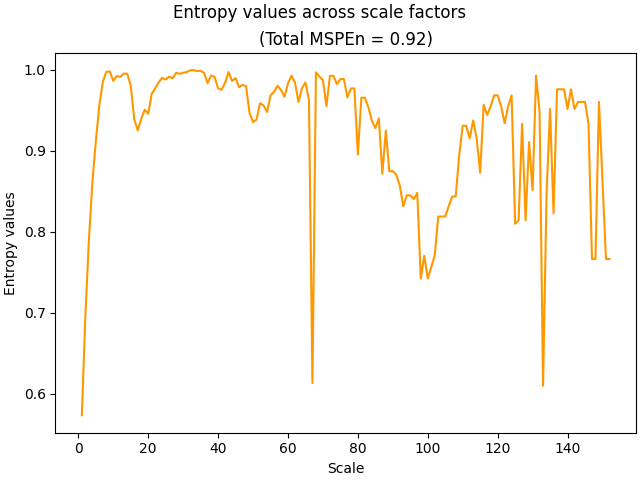 Entropy values across scale factors
(Total MSPEn = 0.92)
1.0
0.9
0.8
0.7
0.6
Entropy values
0 20 40 60 80 100 120 140
Scale